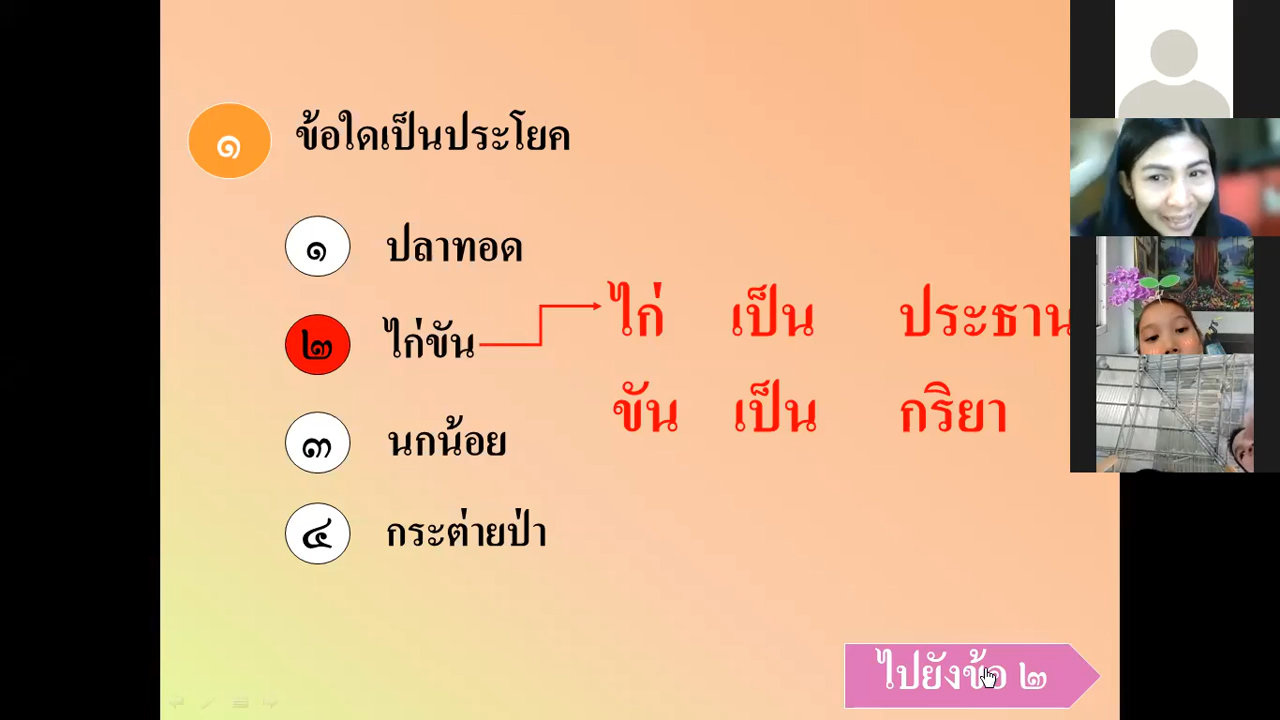 ๑ ข้อใดเป็นประโยค
๑ ปลาทอด
๒ ไก่ขัน
ไก่ เป็น ประธาน
ขัน เป็น กริยา
๓ นกน้อย
๔ กระต่ายป่า
ไปยังข้อ ๒